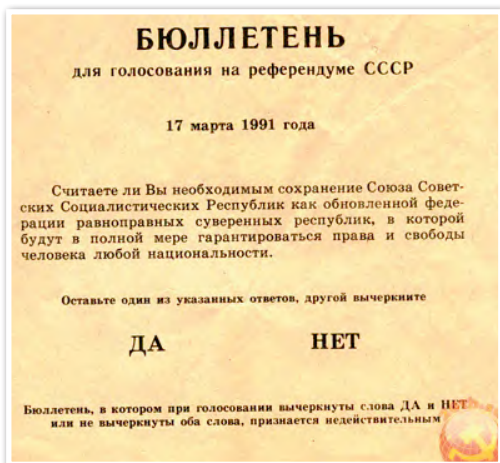 БЮЛЛЕТЕНЬ
для голосования на референдуме СССР
17 марта 1991 года
Считаете ли Вы необходимым сохранение Союза Совет-
ских Социалистических Республик как обновленной феде-
рации равноправных суверенных республик, в которой
будут в полной мере гарантироваться права и свободы
человека любой национальности.
Оставьте один из указанных ответов, другой вычеркните
ДА НЕТ
Бюллетень, в котором при голосовании вычеркнуты слова ДА и НЕТ
или не вычеркнуты оба слова, признается недействительным